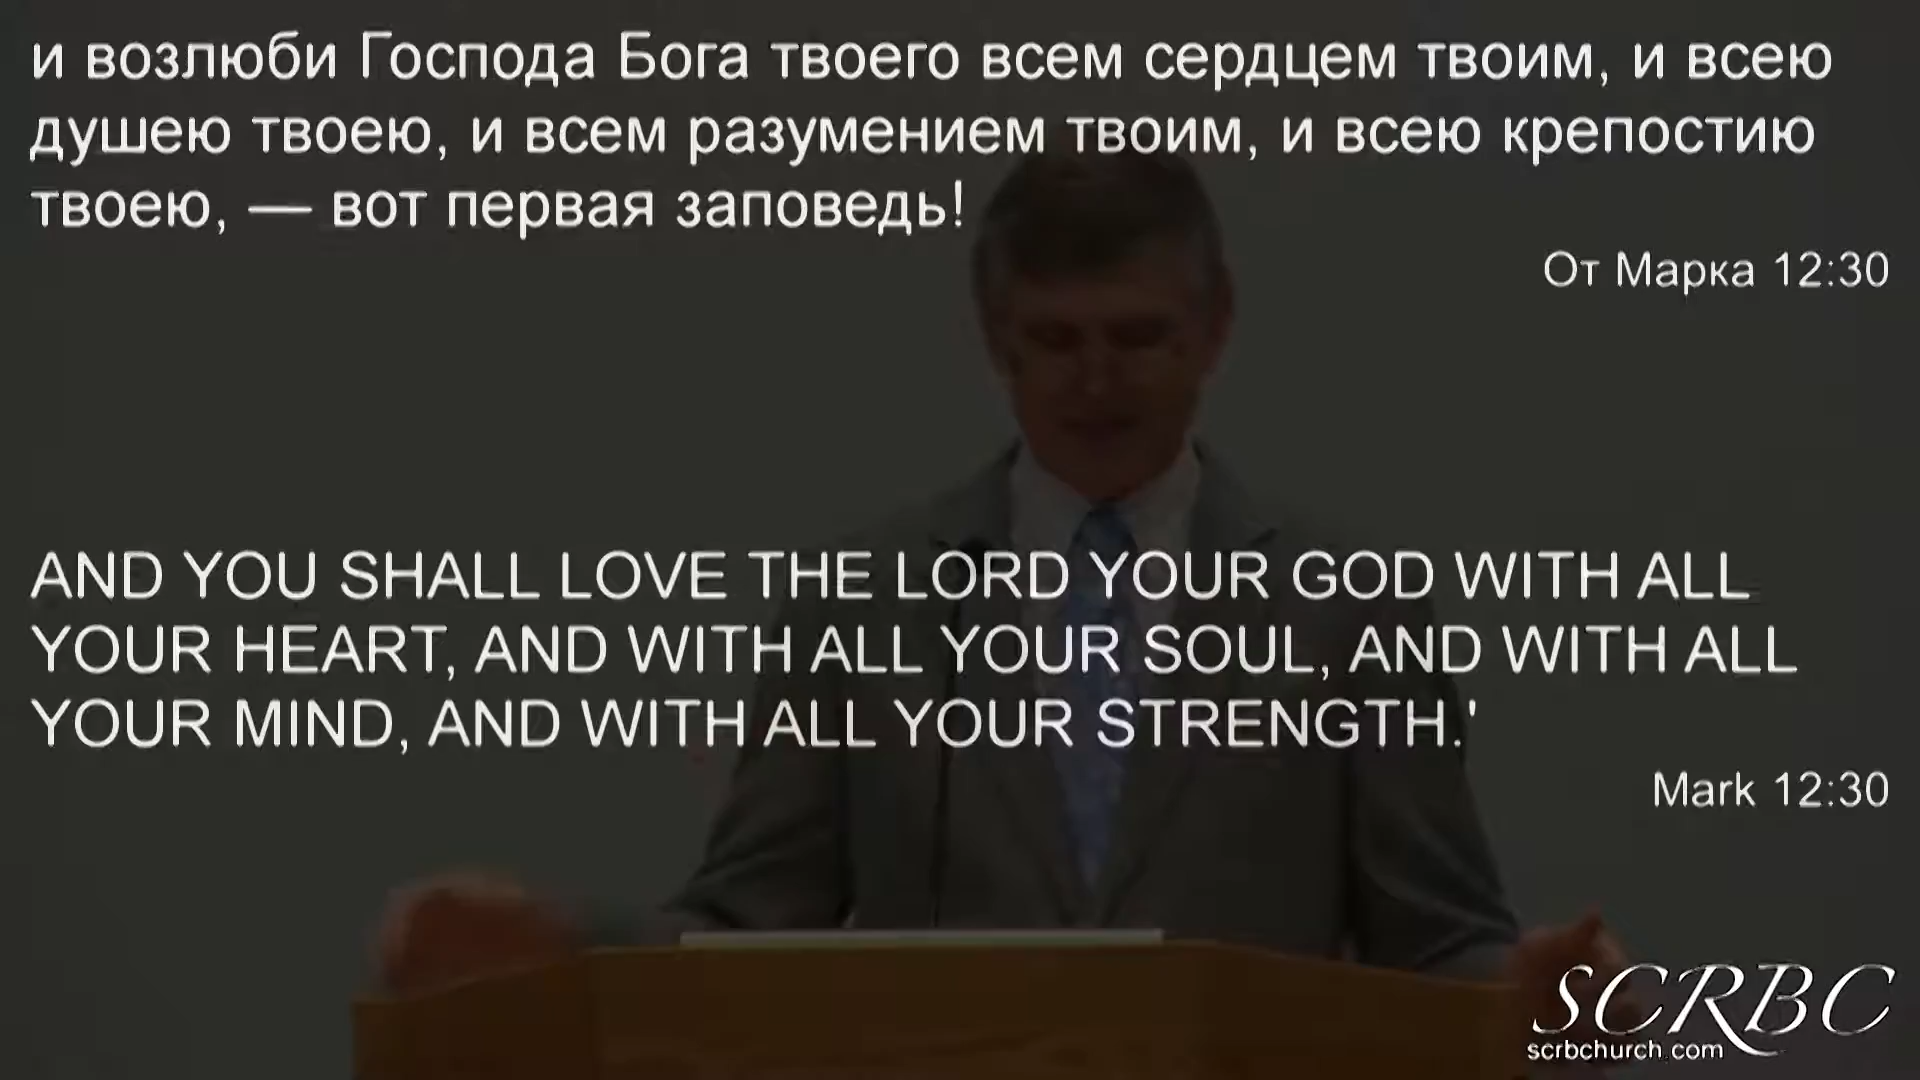 и возлюби Господа Бога твоего всем сердцем твоим, и всею
душею твоею, и всем разумением твоим, и всею крепостию
твоею, — вот первая заповедь!
От Марка 12:30
AND YOU SHALL LOVE THE LORD YOUR GOD WITH ALL
YOUR HEART, AND WITH ALL YOUR SOUL, AND WITH ALL
YOUR MIND, AND WITH ALL YOUR STRENGTH.'
Mark 12:30
SCRBC
scrbchurch.com